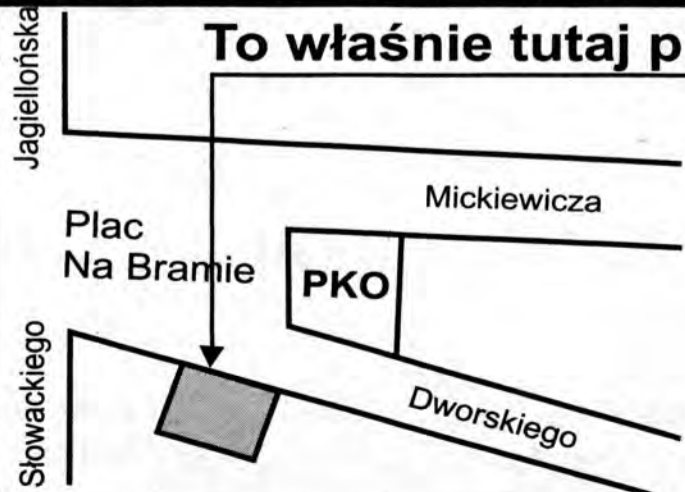 To właśnie tutaj p
Jagiellońska
Mickiewicza
Plac
Na Bramie
PKO
Słowackiego
Dworskiego